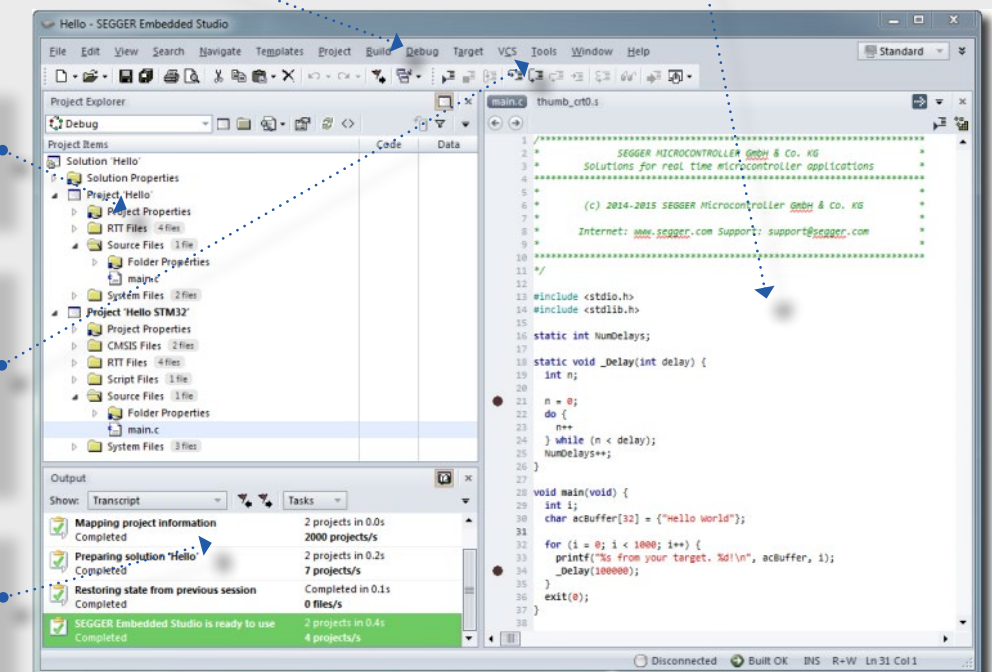 Hello - SEGGER Embedded Studio
File Edit View Search Navigate Templates Project Build Debug Target VCS Tools Window Help
Standard
Project Explorer
Debug
Project Items Code Data
Solution 'Hello'
Solution Properties
Project 'Hello'
Project Properties
RTT Files 4 files
Source Files 1 file
Folder Properties
main.c
System Files 2 files
Project 'Hello STM32'
Project Properties
CMSIS Files 2 files
RTT Files 4 files
Script Files 1 file
Source Files 1 file
Folder Properties
main.c
System Files 3 files
Output
Show: Transcript Tasks
Mapping project information 2 projects in 0.0s
Completed 2000 projects/s
Preparing solution 'Hello' 2 projects in 0.2s
Completed 7 projects/s
Restoring state from previous session Completed in 0.1s
Completed 0 files/s
SEGGER Embedded Studio is ready to use 2 projects in 0.4s
Completed 4 projects/s
main.c thumb_crt0.s
1 /*********************************************************************
2 * SEGGER MICROCONTROLLER GmbH & Co. KG *
3 * Solutions for real time microcontroller applications *
4 **********************************************************************
5 * *
6 * (c) 2014-2015 SEGGER Microcontroller GmbH & Co. KG *
7 * *
8 * Internet: www.segger.com Support: support@segger.com *
9 * *
10 **********************************************************************
11 */
12
13 #include <stdio.h>
14 #include <stdlib.h>
15
16 static int NumDelays;
17
18 static void _Delay(int delay) {
19 int n;
20
21 n = 0;
22 do {
23 n++
24 } while (n < delay);
25 NumDelays++;
26 }
27
28 void main(void) {
29 int i;
30 char acBuffer[32] = {"Hello World"};
31
32 for (i = 0; i < 1000; i++) {
33 printf("%s from your target. %d!\n", acBuffer, i);
34 _Delay(100000);
35 }
36 exit(0);
37 }
38
Disconnected Built OK INS R+W Ln 31 Col 1